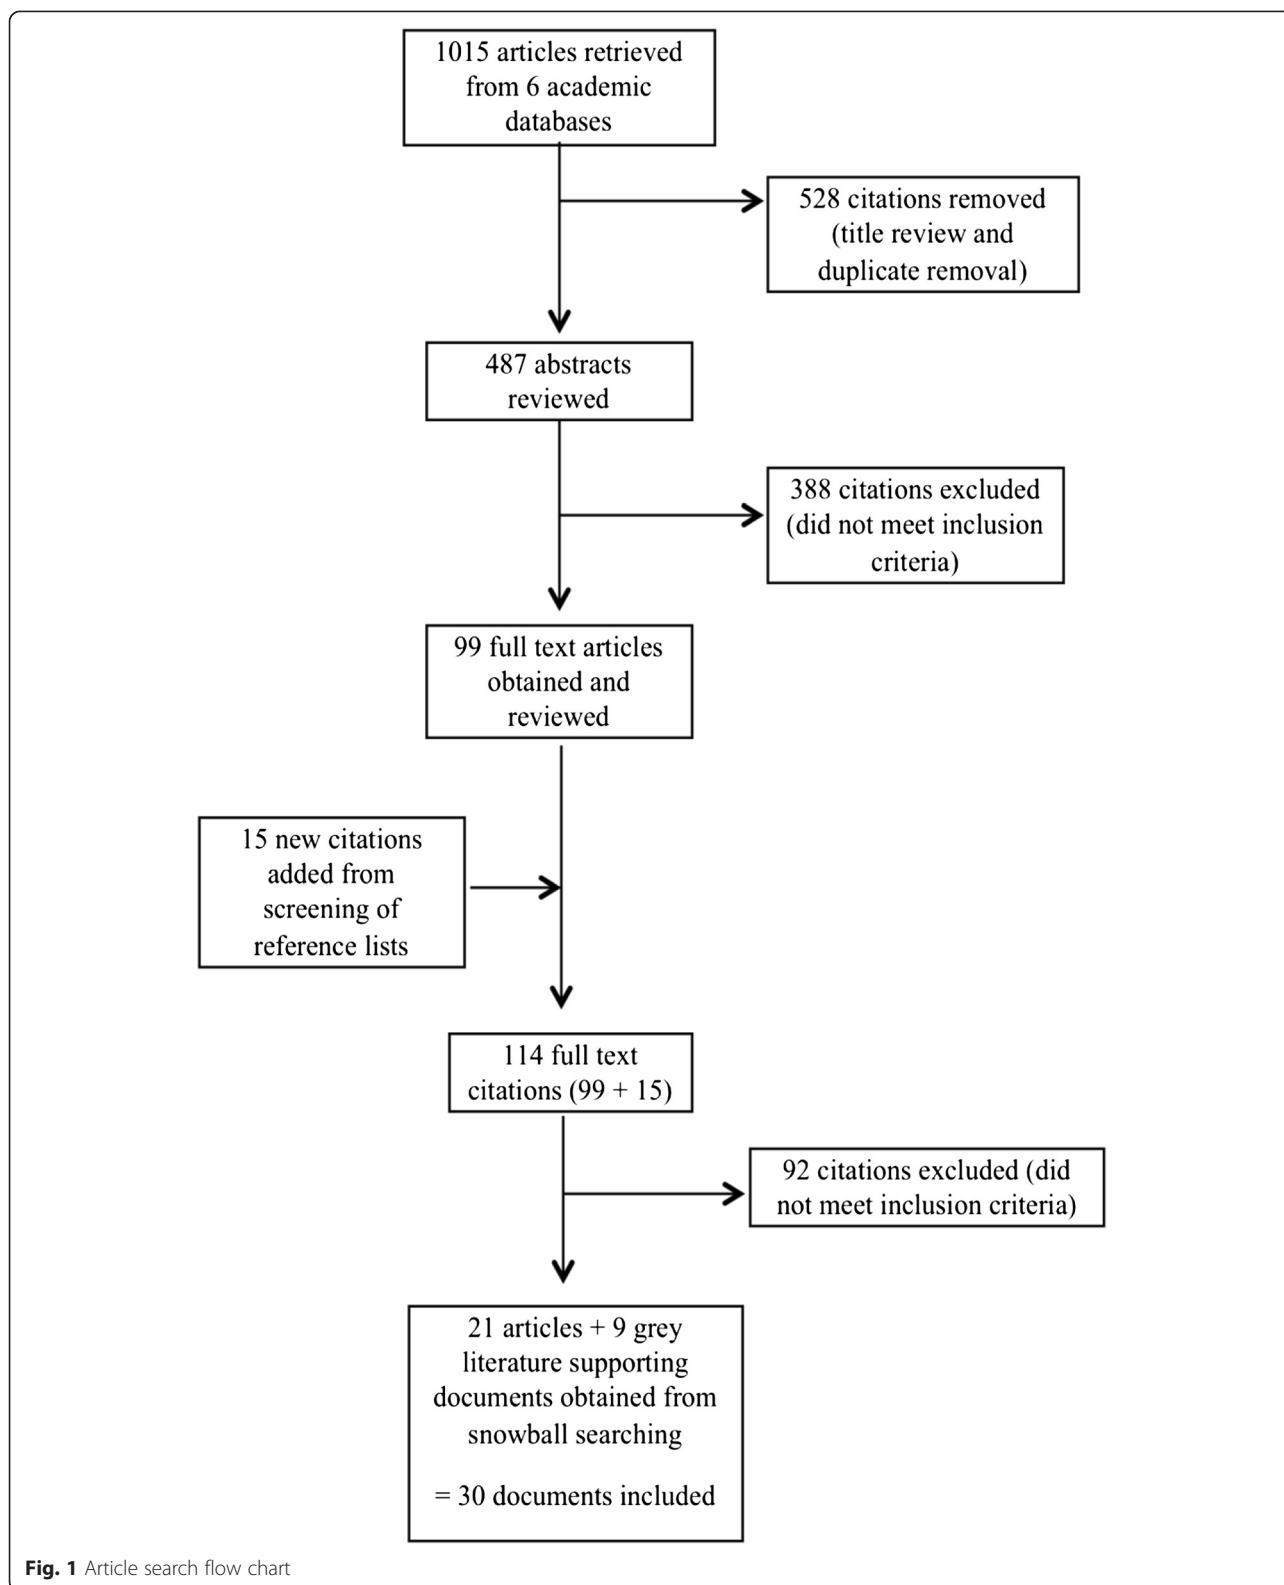 1015 articles retrieved
from 6 academic
databases
528 citations removed
(title review and
duplicate removal)
487 abstracts
reviewed
388 citations excluded
(did not meet inclusion
criteria)
99 full text articles
obtained and
reviewed
15 new citations
added from
screening of
reference lists
114 full text
citations (99 + 15)
92 citations excluded (did
not meet inclusion criteria)
21 articles + 9 grey
literature supporting
documents obtained from
snowball searching
= 30 documents included
Fig. 1 Article search flow chart